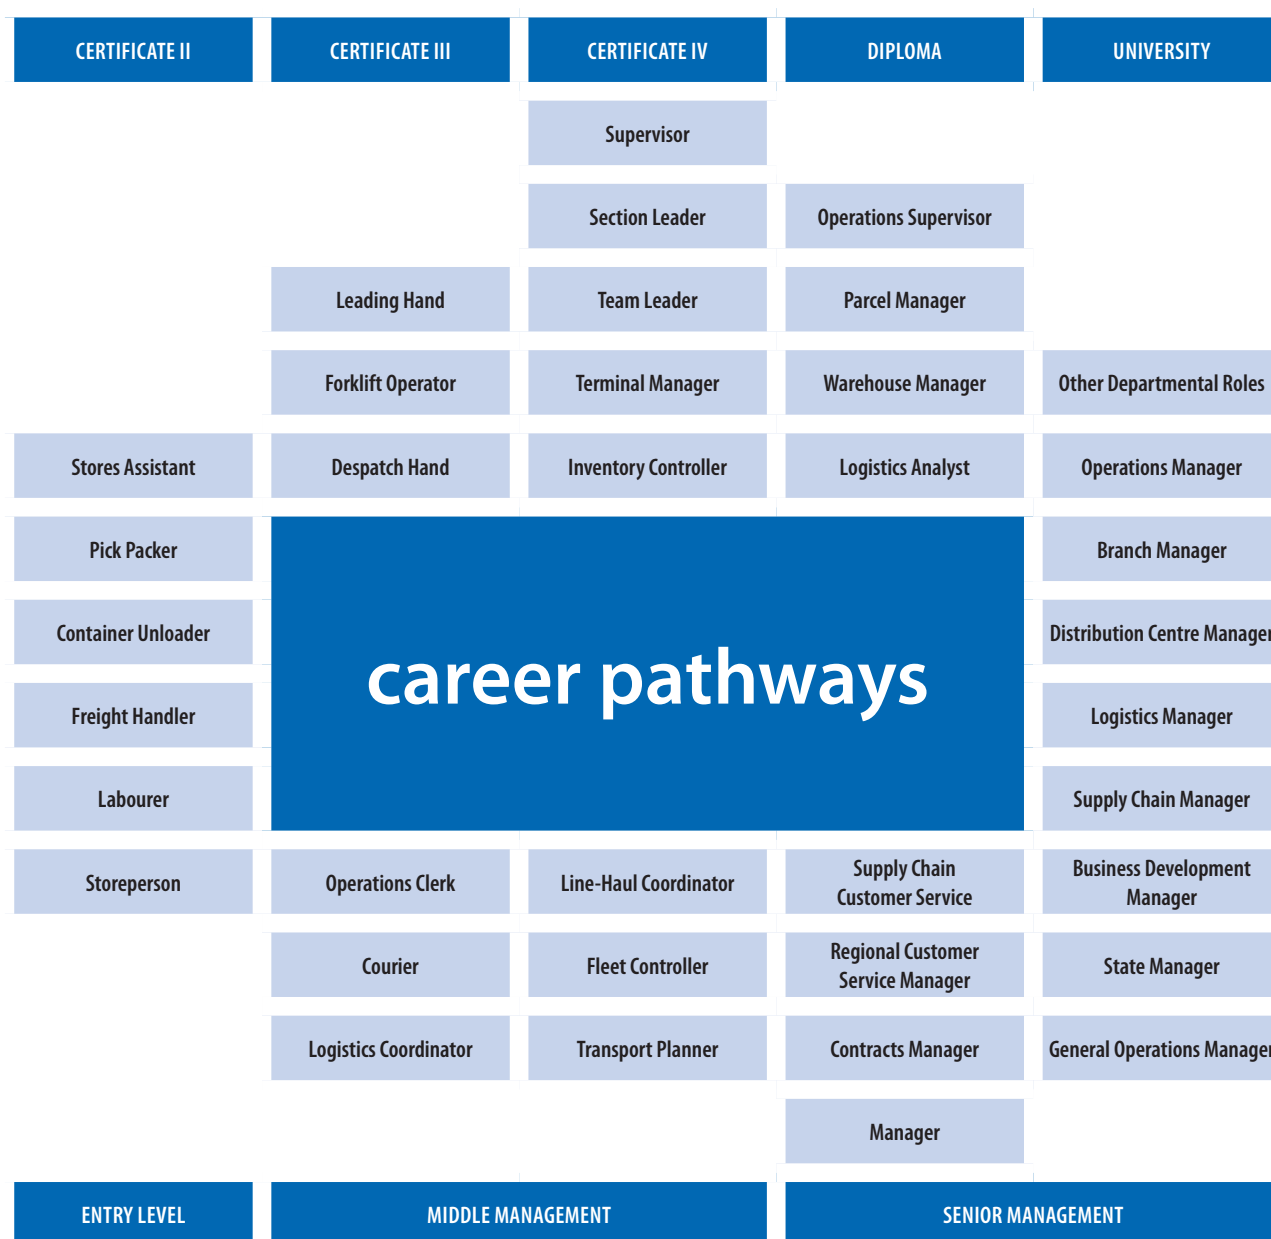 CERTIFICATE II
CERTIFICATE III
CERTIFICATE IV
DIPLOMA
UNIVERSITY
Supervisor
Section Leader
Operations Supervisor
Leading Hand
Team Leader
Parcel Manager
Forklift Operator
Terminal Manager
Warehouse Manager
Other Departmental Roles
Stores Assistant
Despatch Hand
Inventory Controller
Logistics Analyst
Operations Manager
Pick Packer
Branch Manager
Container Unloader
Distribution Centre Manager
career pathways
Freight Handler
Logistics Manager
Labourer
Supply Chain Manager
Storeperson
Operations Clerk
Line-Haul Coordinator
Supply Chain
Customer Service
Business Development
Manager
Courier
Fleet Controller
Regional Customer
Service Manager
State Manager
Logistics Coordinator
Transport Planner
Contracts Manager
General Operations Manager
Manager
ENTRY LEVEL
MIDDLE MANAGEMENT
SENIOR MANAGEMENT